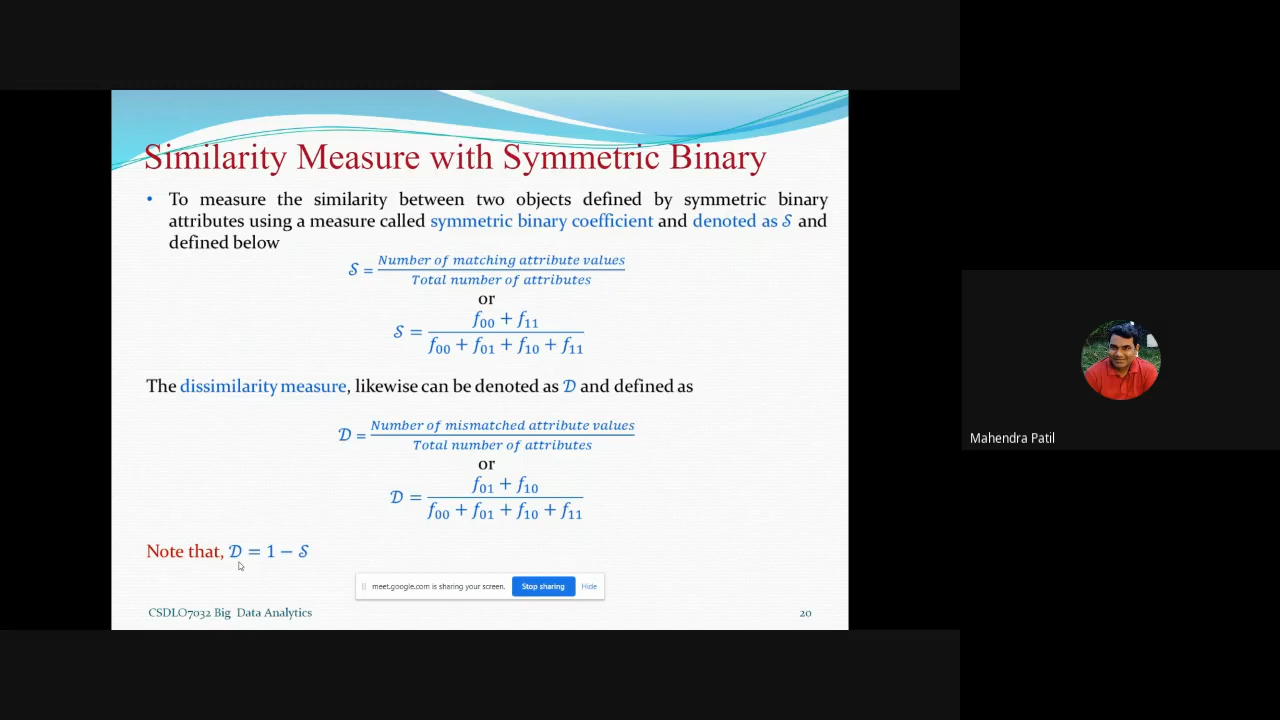 Similarity Measure with Symmetric Binary
• To measure the similarity between two objects defined by symmetric binary
attributes using a measure called symmetric binary coefficient and denoted as 𝒮 and
defined below
𝒮 = Number of matching attribute values / Total number of attributes
or
𝒮 = f₀₀ + f₁₁ / f₀₀ + f₀₁ + f₁₀ + f₁₁
The dissimilarity measure, likewise can be denoted as 𝒟 and defined as
𝒟 = Number of mismatched attribute values / Total number of attributes
or
𝒟 = f₀₁ + f₁₀ / f₀₀ + f₀₁ + f₁₀ + f₁₁
Note that, 𝒟 = 1 − 𝒮
meet.google.com is sharing your screen. Stop sharing Hide
CSDLO7032 Big Data Analytics 20
Mahendra Patil